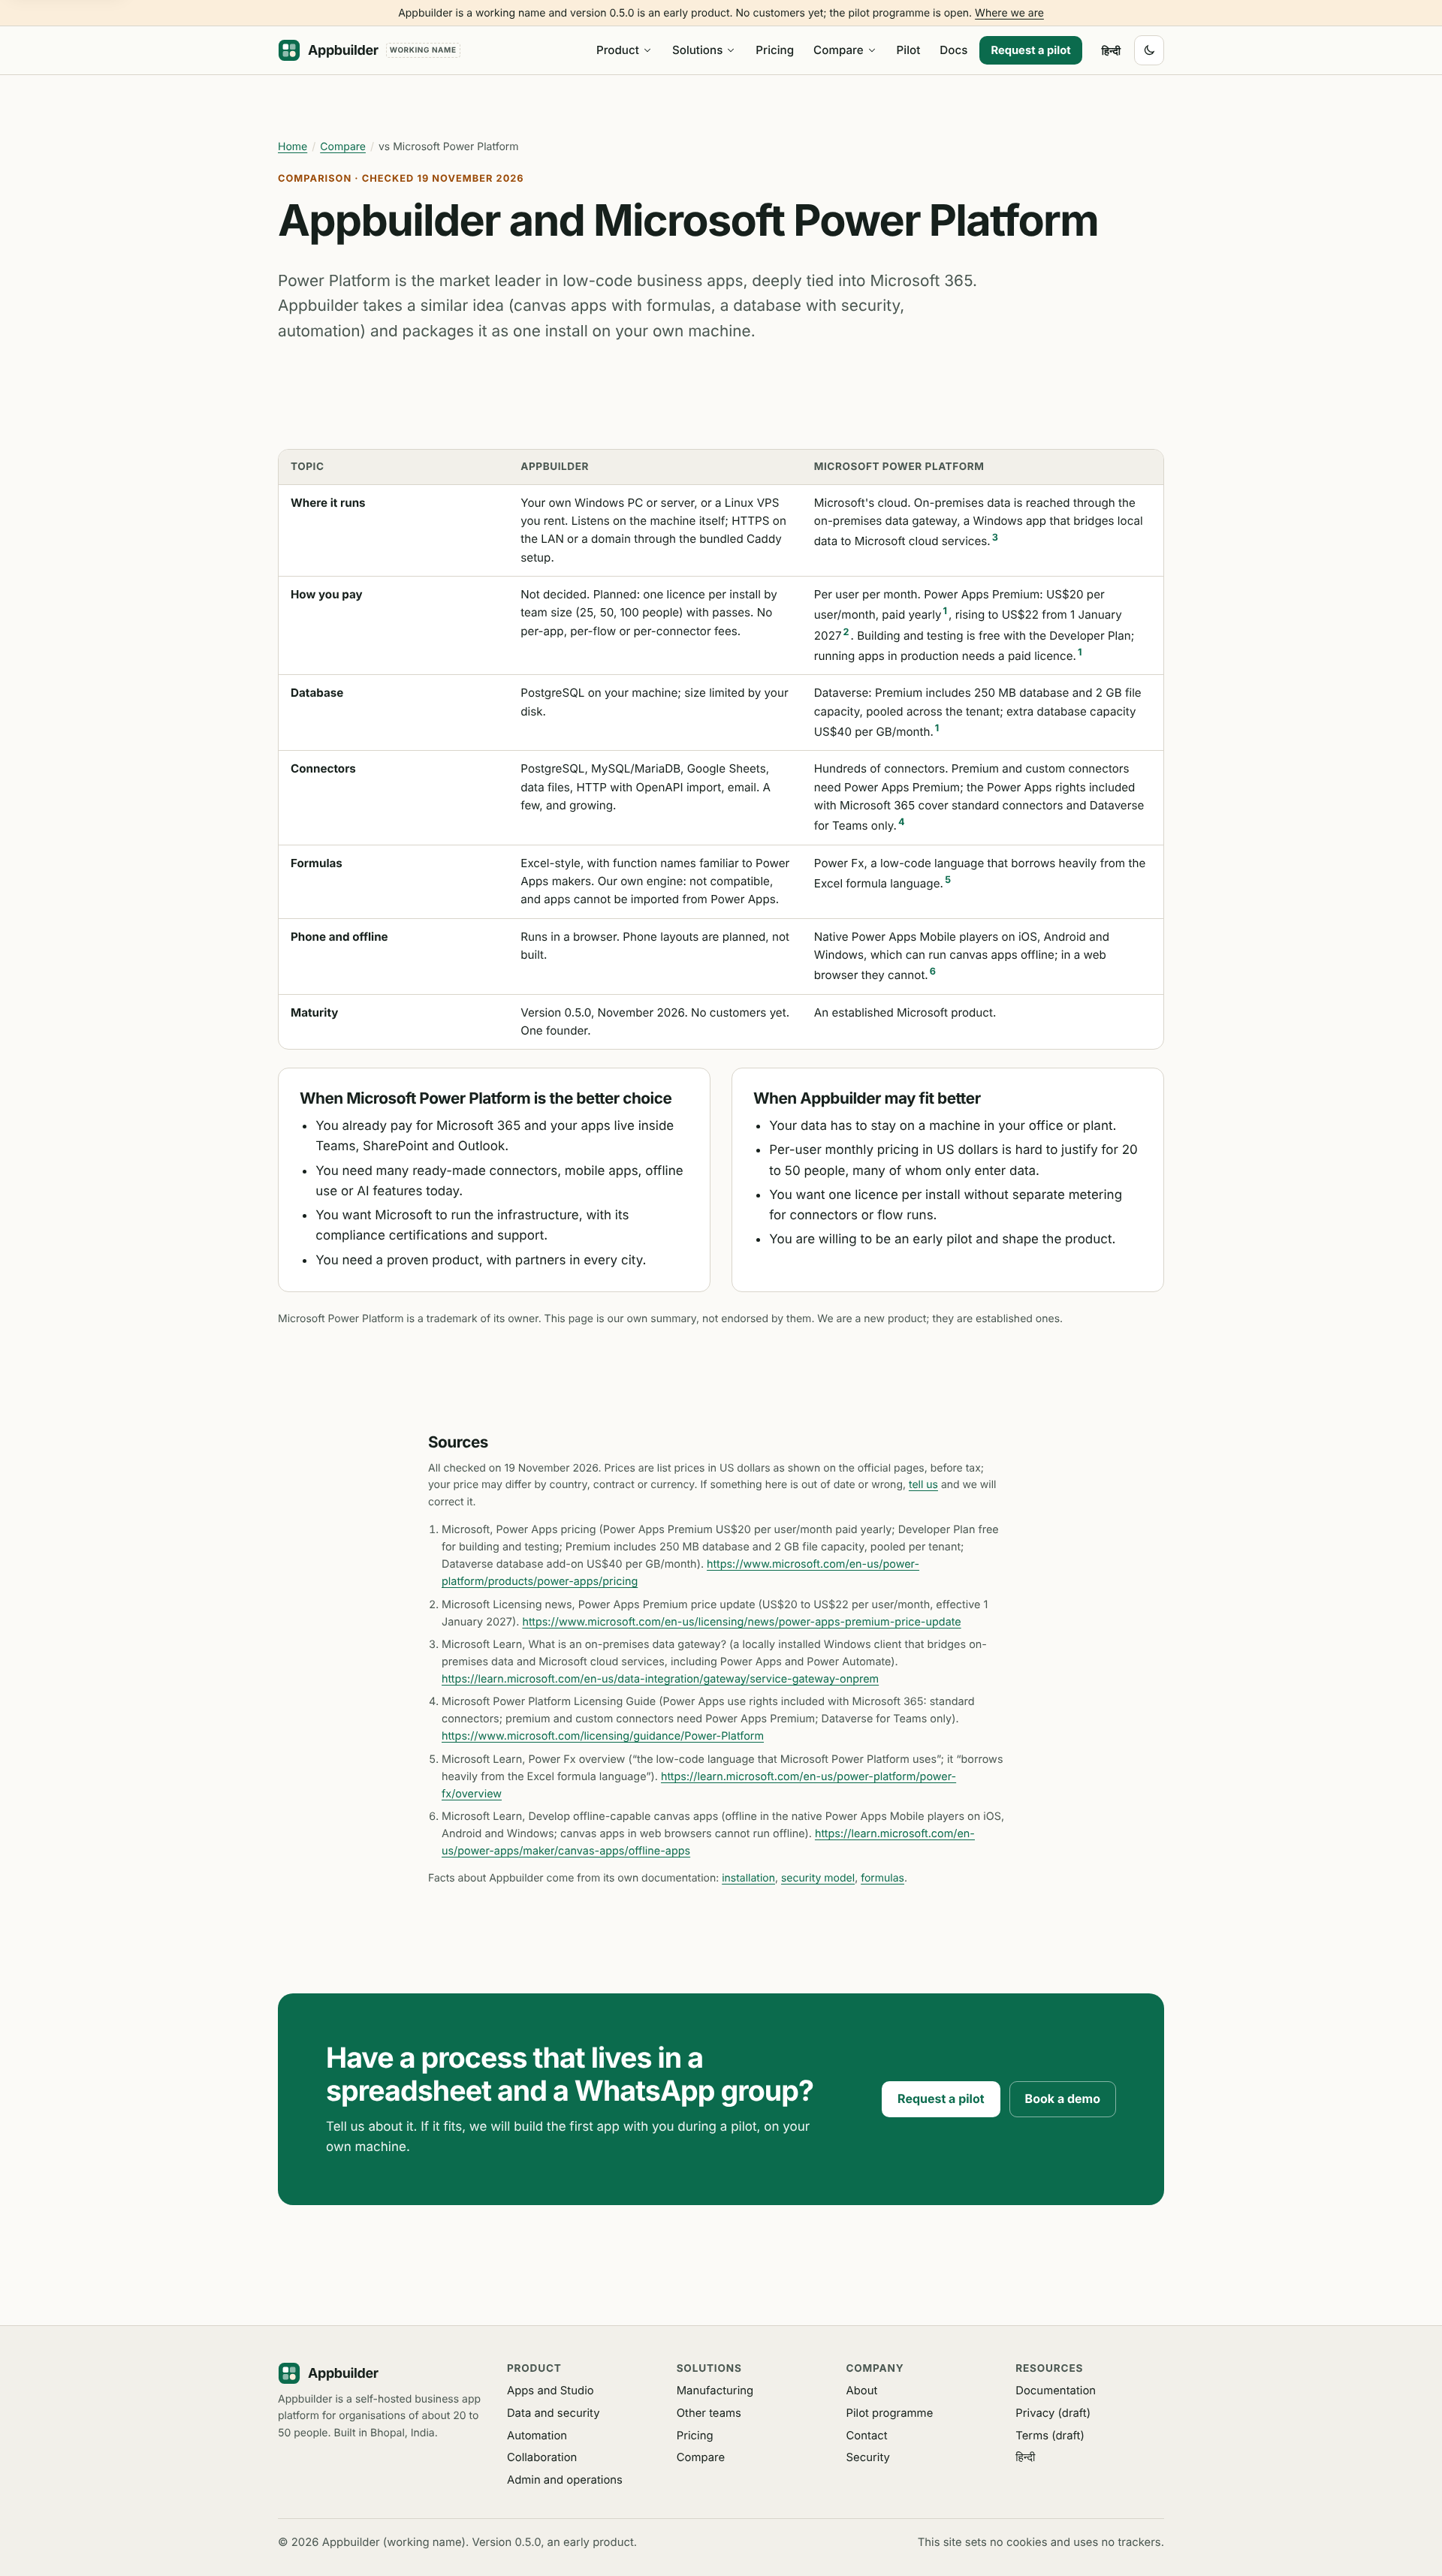 Appbuilder is a working name and version 0.5.0 is an early product. No customers yet; the pilot programme is open. Where we are
Appbuilder WORKING NAME Product Solutions Pricing Compare Pilot Docs Request a pilot हिन्दी
Home / Compare / vs Microsoft Power Platform
COMPARISON · CHECKED 19 NOVEMBER 2026
Appbuilder and Microsoft Power Platform
Power Platform is the market leader in low-code business apps, deeply tied into Microsoft 365.
Appbuilder takes a similar idea (canvas apps with formulas, a database with security,
automation) and packages it as one install on your own machine.
TOPIC APPBUILDER MICROSOFT POWER PLATFORM
Where it runs
Your own Windows PC or server, or a Linux VPS
you rent. Listens on the machine itself; HTTPS on
the LAN or a domain through the bundled Caddy
setup.
Microsoft's cloud. On-premises data is reached through the
on-premises data gateway, a Windows app that bridges local
data to Microsoft cloud services. 3
How you pay
Not decided. Planned: one licence per install by
team size (25, 50, 100 people) with passes. No
per-app, per-flow or per-connector fees.
Per user per month. Power Apps Premium: US$20 per
user/month, paid yearly 1, rising to US$22 from 1 January
2027 2. Building and testing is free with the Developer Plan;
running apps in production needs a paid licence. 1
Database
PostgreSQL on your machine; size limited by your
disk.
Dataverse: Premium includes 250 MB database and 2 GB file
capacity, pooled across the tenant; extra database capacity
US$40 per GB/month. 1
Connectors
PostgreSQL, MySQL/MariaDB, Google Sheets,
data files, HTTP with OpenAPI import, email. A
few, and growing.
Hundreds of connectors. Premium and custom connectors
need Power Apps Premium; the Power Apps rights included
with Microsoft 365 cover standard connectors and Dataverse
for Teams only. 4
Formulas
Excel-style, with function names familiar to Power
Apps makers. Our own engine: not compatible,
and apps cannot be imported from Power Apps.
Power Fx, a low-code language that borrows heavily from the
Excel formula language. 5
Phone and offline
Runs in a browser. Phone layouts are planned, not
built.
Native Power Apps Mobile players on iOS, Android and
Windows, which can run canvas apps offline; in a web
browser they cannot. 6
Maturity
Version 0.5.0, November 2026. No customers yet.
One founder.
An established Microsoft product.
When Microsoft Power Platform is the better choice
• You already pay for Microsoft 365 and your apps live inside
Teams, SharePoint and Outlook.
• You need many ready-made connectors, mobile apps, offline
use or AI features today.
• You want Microsoft to run the infrastructure, with its
compliance certifications and support.
• You need a proven product, with partners in every city.
When Appbuilder may fit better
• Your data has to stay on a machine in your office or plant.
• Per-user monthly pricing in US dollars is hard to justify for 20
to 50 people, many of whom only enter data.
• You want one licence per install without separate metering
for connectors or flow runs.
• You are willing to be an early pilot and shape the product.
Microsoft Power Platform is a trademark of its owner. This page is our own summary, not endorsed by them. We are a new product; they are established ones.
Sources
All checked on 19 November 2026. Prices are list prices in US dollars as shown on the official pages, before tax;
your price may differ by country, contract or currency. If something here is out of date or wrong, tell us and we will
correct it.
1. Microsoft, Power Apps pricing (Power Apps Premium US$20 per user/month paid yearly; Developer Plan free
for building and testing; Premium includes 250 MB database and 2 GB file capacity, pooled per tenant;
Dataverse database add-on US$40 per GB/month). https://www.microsoft.com/en-us/power-
platform/products/power-apps/pricing
2. Microsoft Licensing news, Power Apps Premium price update (US$20 to US$22 per user/month, effective 1
January 2027). https://www.microsoft.com/en-us/licensing/news/power-apps-premium-price-update
3. Microsoft Learn, What is an on-premises data gateway? (a locally installed Windows client that bridges on-
premises data and Microsoft cloud services, including Power Apps and Power Automate).
https://learn.microsoft.com/en-us/data-integration/gateway/service-gateway-onprem
4. Microsoft Power Platform Licensing Guide (Power Apps use rights included with Microsoft 365: standard
connectors; premium and custom connectors need Power Apps Premium; Dataverse for Teams only).
https://www.microsoft.com/licensing/guidance/Power-Platform
5. Microsoft Learn, Power Fx overview (“the low-code language that Microsoft Power Platform uses”; it “borrows
heavily from the Excel formula language”). https://learn.microsoft.com/en-us/power-platform/power-
fx/overview
6. Microsoft Learn, Develop offline-capable canvas apps (offline in the native Power Apps Mobile players on iOS,
Android and Windows; canvas apps in web browsers cannot run offline). https://learn.microsoft.com/en-
us/power-apps/maker/canvas-apps/offline-apps
Facts about Appbuilder come from its own documentation: installation, security model, formulas.
Have a process that lives in a
spreadsheet and a WhatsApp group?
Tell us about it. If it fits, we will build the first app with you during a pilot, on your
own machine.
Request a pilot Book a demo
Appbuilder
Appbuilder is a self-hosted business app
platform for organisations of about 20 to
50 people. Built in Bhopal, India.
PRODUCT
Apps and Studio
Data and security
Automation
Collaboration
Admin and operations
SOLUTIONS
Manufacturing
Other teams
Pricing
Compare
COMPANY
About
Pilot programme
Contact
Security
RESOURCES
Documentation
Privacy (draft)
Terms (draft)
हिन्दी
© 2026 Appbuilder (working name). Version 0.5.0, an early product.
This site sets no cookies and uses no trackers.